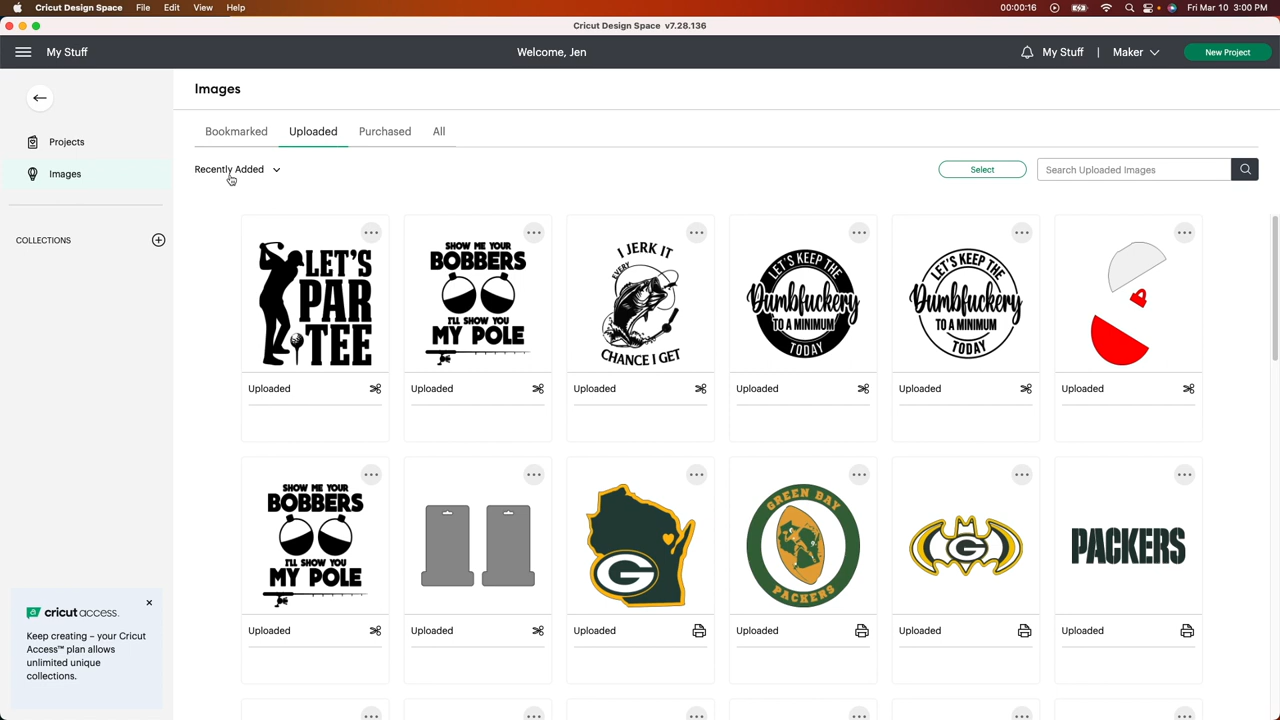 Cricut Design Space File Edit View Help 00:00:16 Fri Mar 10 3:00 PM
Cricut Design Space v7.28.136
My Stuff Welcome, Jen My Stuff | Maker New Project
Images
Bookmarked Uploaded Purchased All
Projects
Images
Recently Added Select Search Uploaded Images
COLLECTIONS
LET'S
PAR
TEE
SHOW ME YOUR
BOBBERS
I'LL SHOW YOU
MY POLE
I JERK IT
EVERY
CHANCE I GET
LET'S KEEP THE
Dumbfuckery
TO A MINIMUM
TODAY
LET'S KEEP THE
Dumbfuckery
TO A MINIMUM
TODAY
Uploaded Uploaded Uploaded Uploaded Uploaded Uploaded
SHOW ME YOUR
BOBBERS
I'LL SHOW YOU
MY POLE
G
GREEN BAY
PACKERS
G
PACKERS
Uploaded Uploaded Uploaded Uploaded Uploaded Uploaded
cricut access™
Keep creating – your Cricut
Access™ plan allows
unlimited unique
collections.